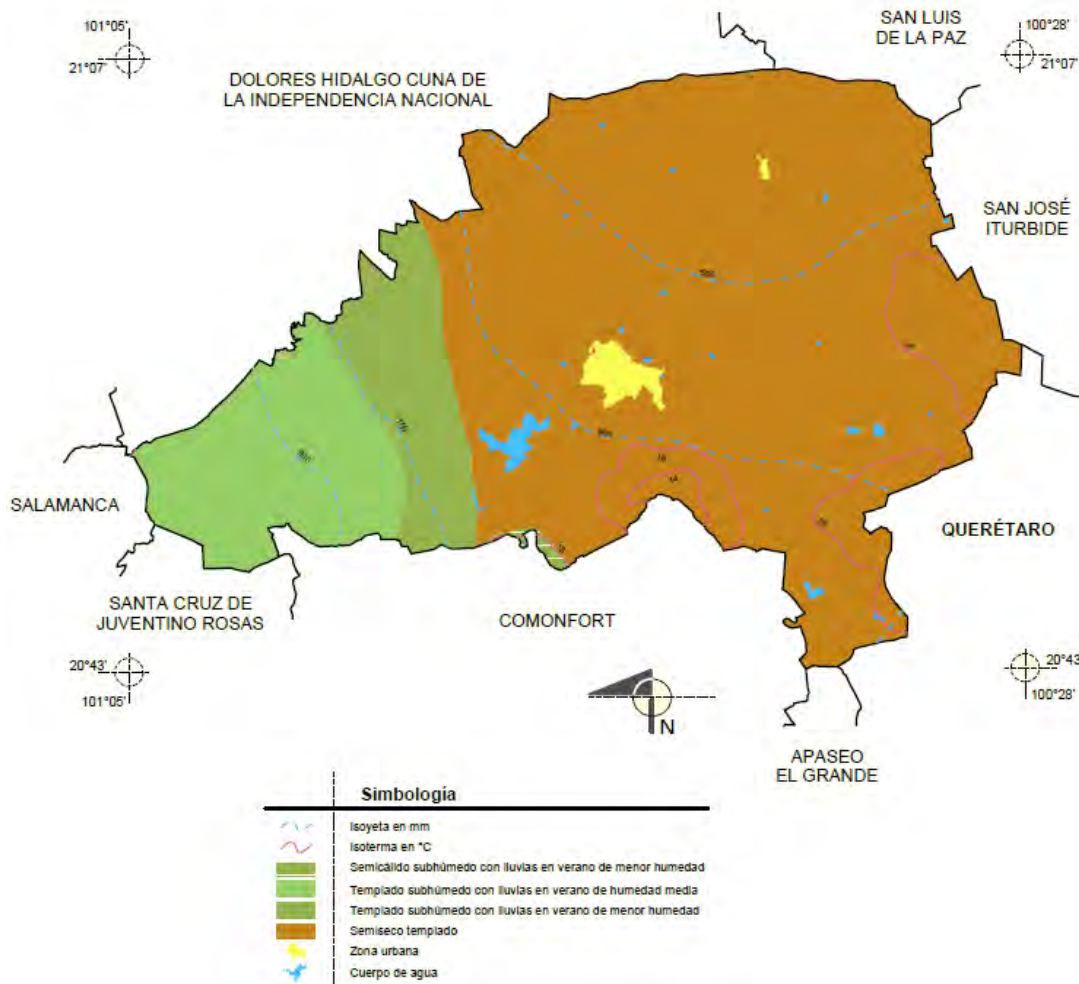 101°05'
21°07'
SAN LUIS
DE LA PAZ
100°28'
21°07'
DOLORES HIDALGO CUNA DE
LA INDEPENDENCIA NACIONAL
SAN JOSÉ
ITURBIDE
SALAMANCA
QUERÉTARO
SANTA CRUZ DE
JUVENTINO ROSAS
COMONFORT
20°43'
101°05'
20°43'
100°28'
N
APASEO
EL GRANDE
Simbología
Isoyeta en mm
Isoterma en °C
Semicálido subhúmedo con lluvias en verano de menor humedad
Templado subhúmedo con lluvias en verano de humedad media
Templado subhúmedo con lluvias en verano de menor humedad
Semiseco templado
Zona urbana
Cuerpo de agua